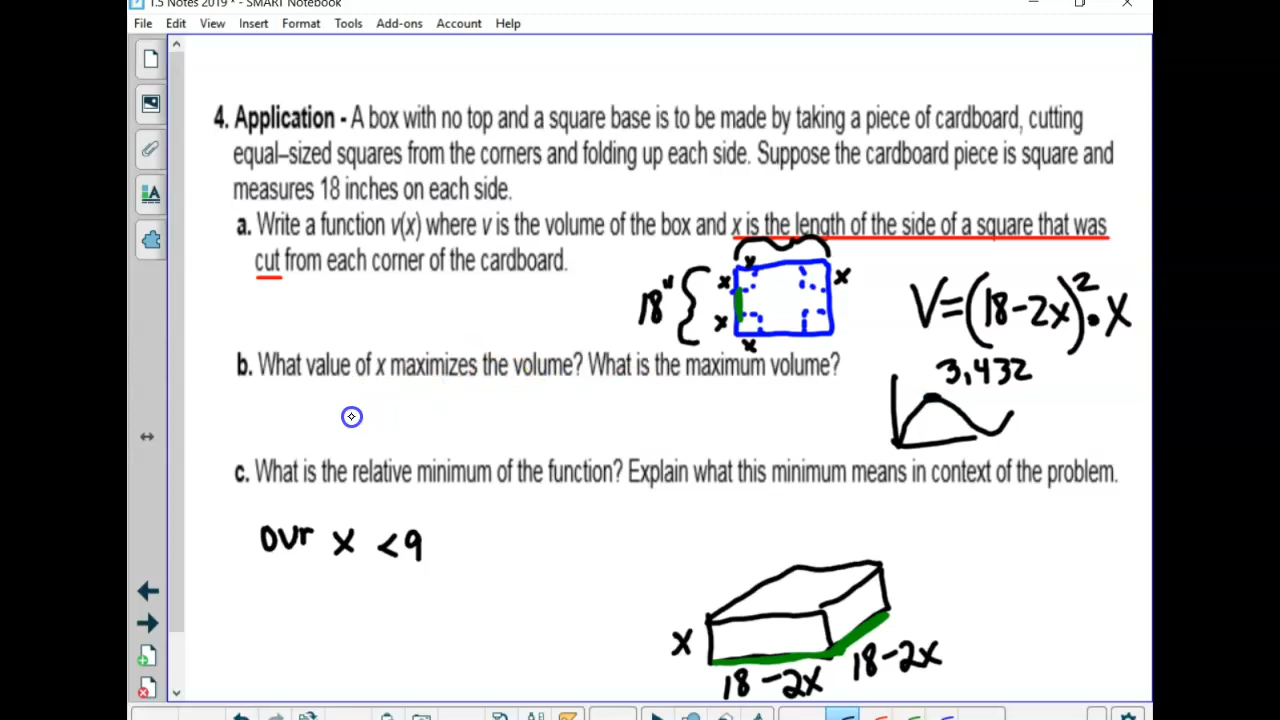 1.5 Notes 2019 * - SMART Notebook
File Edit View Insert Format Tools Add-ons Account Help
4. Application - A box with no top and a square base is to be made by taking a piece of cardboard, cutting
equal–sized squares from the corners and folding up each side. Suppose the cardboard piece is square and
measures 18 inches on each side.
a. Write a function v(x) where v is the volume of the box and x is the length of the side of a square that was
cut from each corner of the cardboard.
x
x x
18"
x
x
V=(18-2x)²•x
b. What value of x maximizes the volume? What is the maximum volume?
3,432
c. What is the relative minimum of the function? Explain what this minimum means in context of the problem.
our x <9
x
18-2x
18-2x